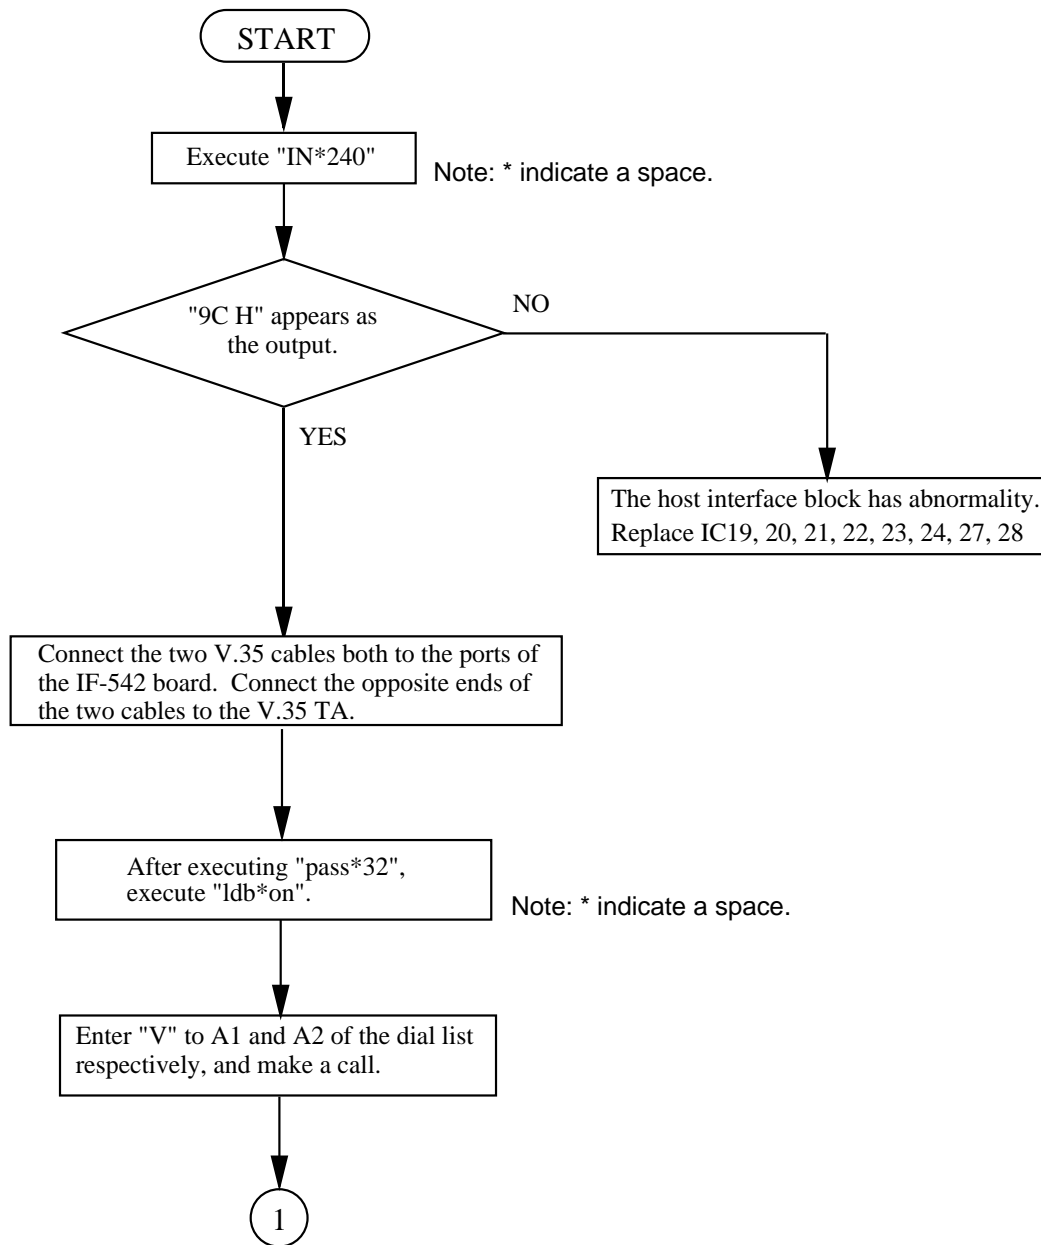 START
Execute "IN*240"
Note: * indicate a space.
"9C H" appears as
the output.
NO
YES
The host interface block has abnormality.
Replace IC19, 20, 21, 22, 23, 24, 27, 28
Connect the two V.35 cables both to the ports of
the IF-542 board.  Connect the opposite ends of
the two cables to the V.35 TA.
After executing "pass*32",
execute "ldb*on".
Note: * indicate a space.
Enter "V" to A1 and A2 of the dial list
respectively, and make a call.
1